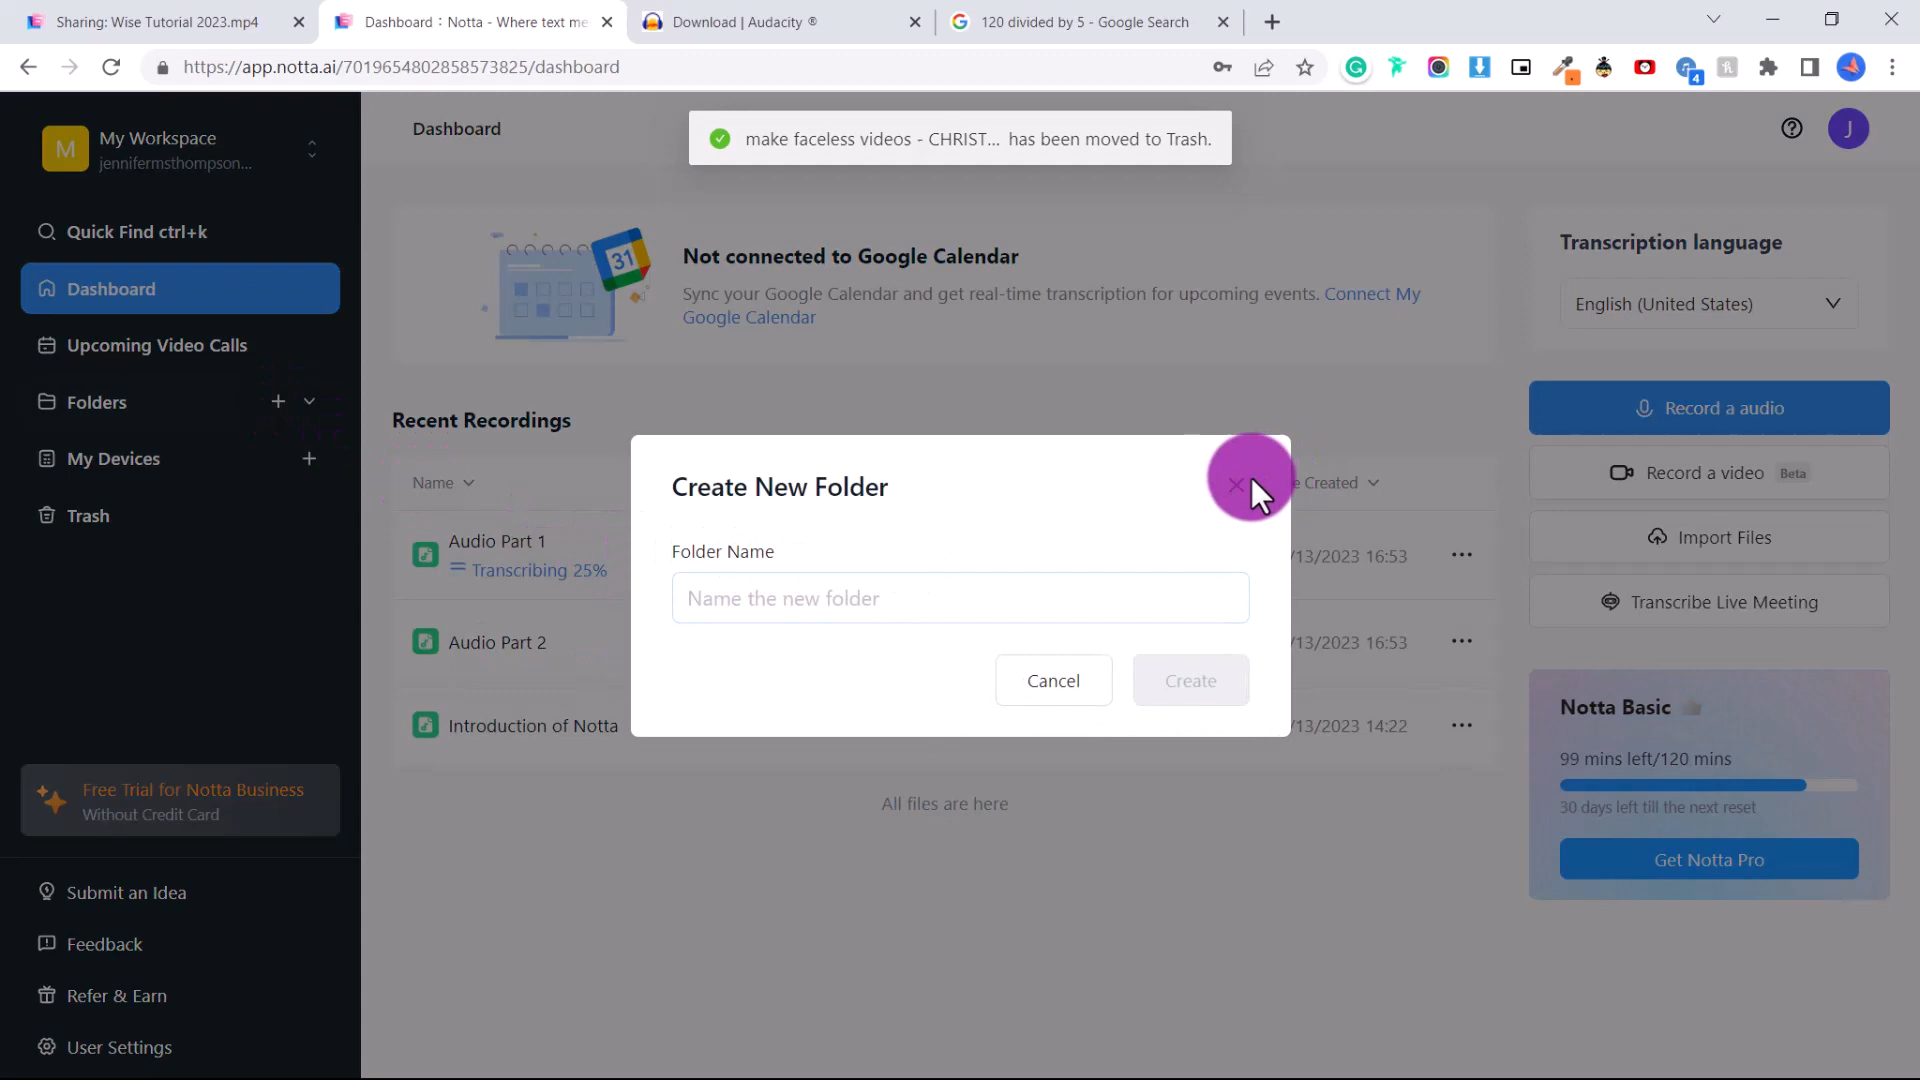 Sharing: Wise Tutorial 2023.mp4
Dashboard : Notta - Where text me
Download | Audacity ®
120 divided by 5 - Google Search
https://app.notta.ai/7019654802858573825/dashboard
4
M
My Workspace
jennifermsthompson...
Quick Find ctrl+k
Dashboard
Upcoming Video Calls
Folders
My Devices
Trash
Free Trial for Notta Business
Without Credit Card
Submit an Idea
Feedback
Refer & Earn
User Settings
Dashboard
make faceless videos - CHRIST... has been moved to Trash.
J
31
Not connected to Google Calendar
Sync your Google Calendar and get real-time transcription for upcoming events. Connect My
Google Calendar
Recent Recordings
Name
e Created
Audio Part 1
Transcribing 25%
/13/2023 16:53
Audio Part 2
/13/2023 16:53
Introduction of Notta
/13/2023 14:22
All files are here
Create New Folder
Folder Name
Name the new folder
Cancel
Create
Transcription language
English (United States)
Record a audio
Record a video Beta
Import Files
Transcribe Live Meeting
Notta Basic
99 mins left/120 mins
30 days left till the next reset
Get Notta Pro